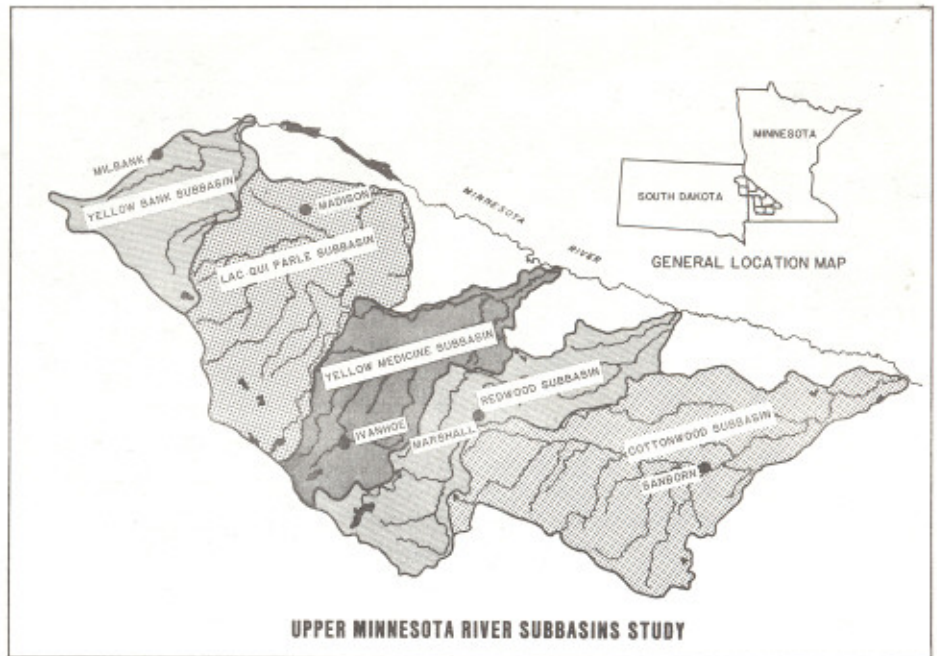 MILBANK
YELLOW BANK SUBBASIN
MADISON
LAC QUI PARLE SUBBASIN
MINNESOTA
RIVER
MINNESOTA
SOUTH DAKOTA
GENERAL LOCATION MAP
YELLOW MEDICINE SUBBASIN
REDWOOD SUBBASIN
IVANHOE
MARSHALL
COTTONWOOD SUBBASIN
SANBORN
UPPER MINNESOTA RIVER SUBBASINS STUDY